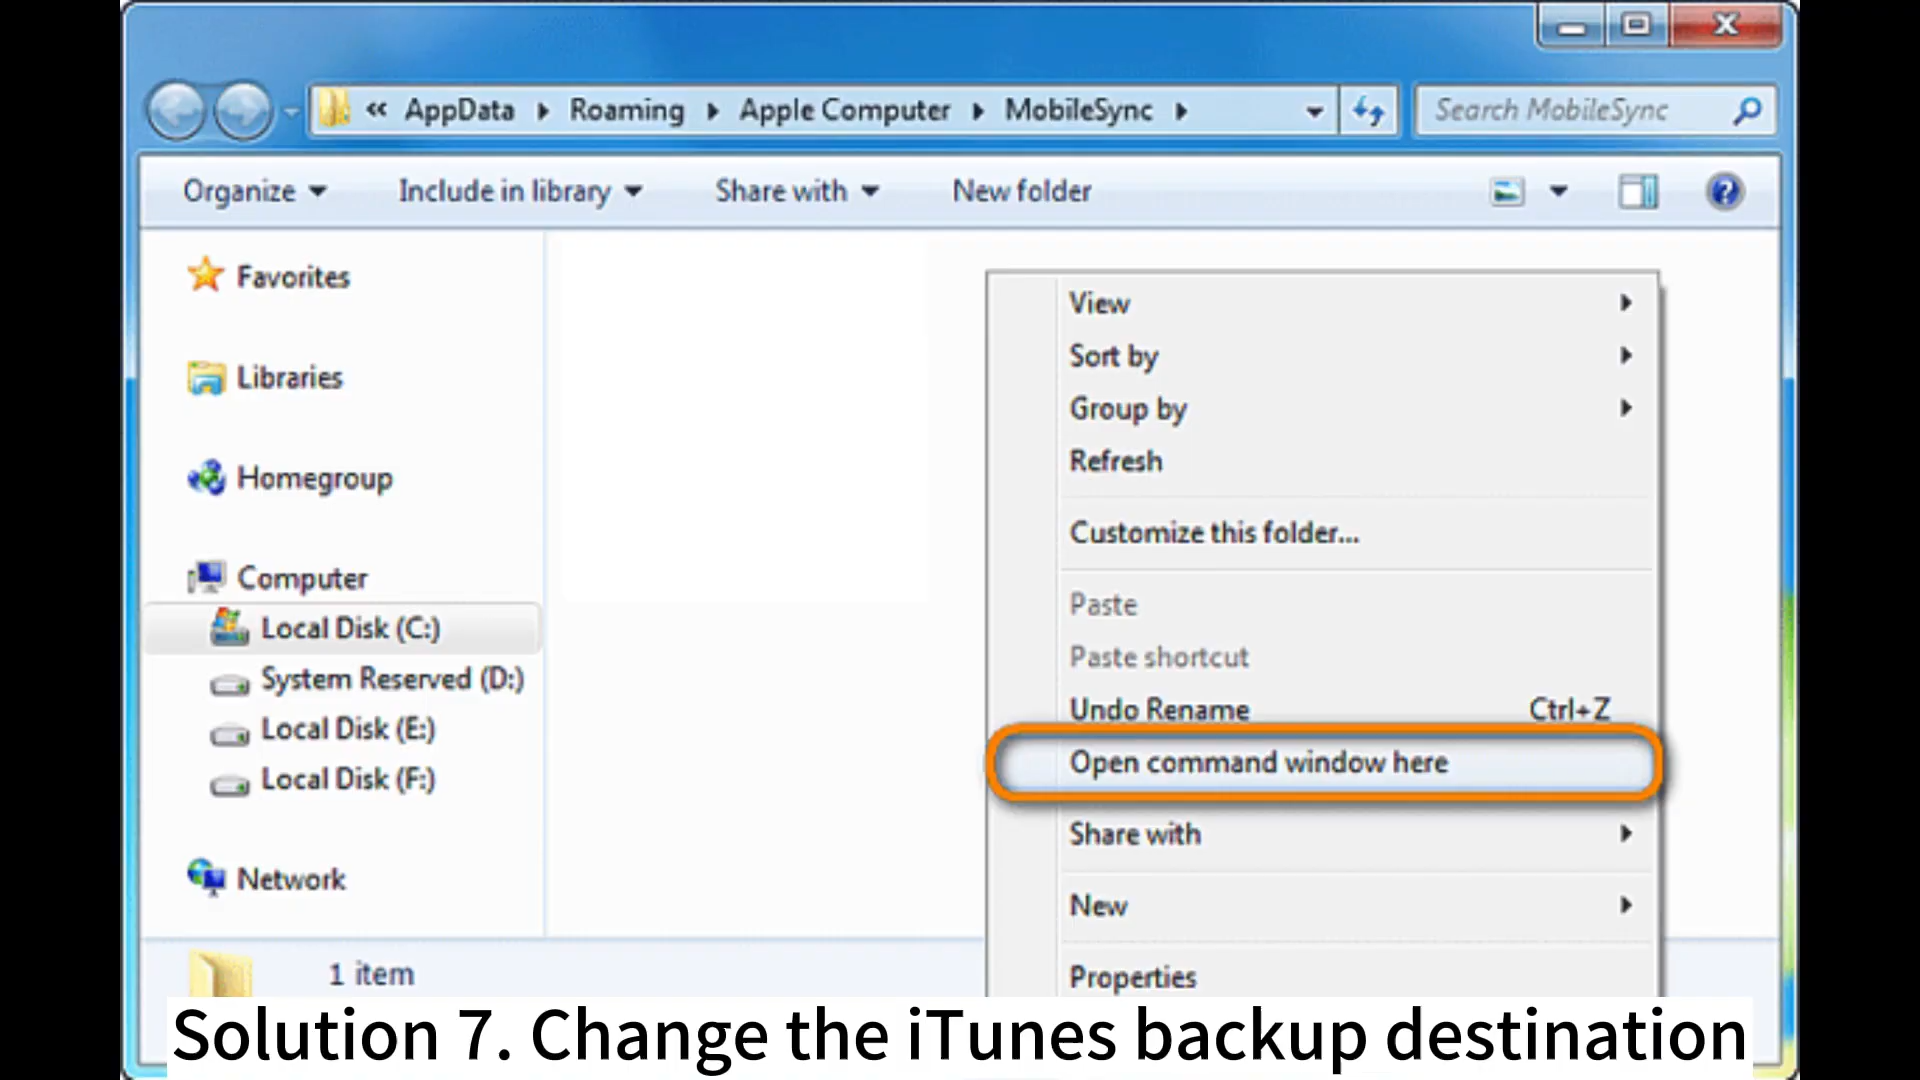 « AppData Roaming Apple Computer MobileSync
Search MobileSync
Organize Include in library Share with New folder
Favorites
Libraries
Homegroup
Computer
Local Disk (C:)
System Reserved (D:)
Local Disk (E:)
Local Disk (F:)
Network
View
Sort by
Group by
Refresh
Customize this folder...
Paste
Paste shortcut
Undo Rename Ctrl+Z
Open command window here
Share with
New
Properties
1 item
Solution 7. Change the iTunes backup destination